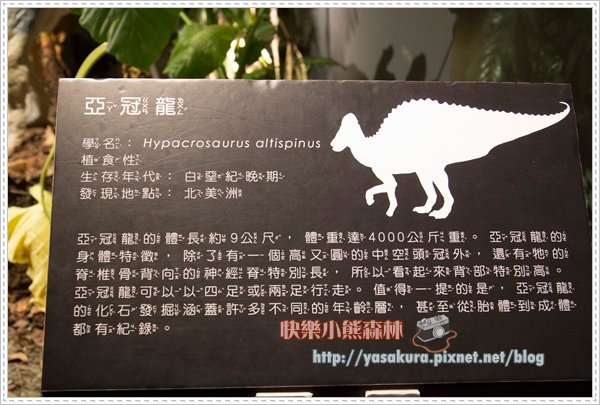 亞冠龍
學名：Hypacrosaurus altispinus
植食性
生存年代：白堊紀晚期
發現地點：北美洲
亞冠龍的體長約9公尺，體重達4000公斤重。亞冠龍的
身體特徵，除了有一個高又圓的中空頭冠外，還有牠的
脊椎骨背向的神經脊特別長，所以看起來背部特別高。
亞冠龍可以以四足或兩足行走。值得一提的是，亞冠龍
的化石發掘涵蓋許多不同的年齡層，甚至從胎體到成體
都有紀錄。
快樂小熊森林
http://yasakura.pixnet.net/blog